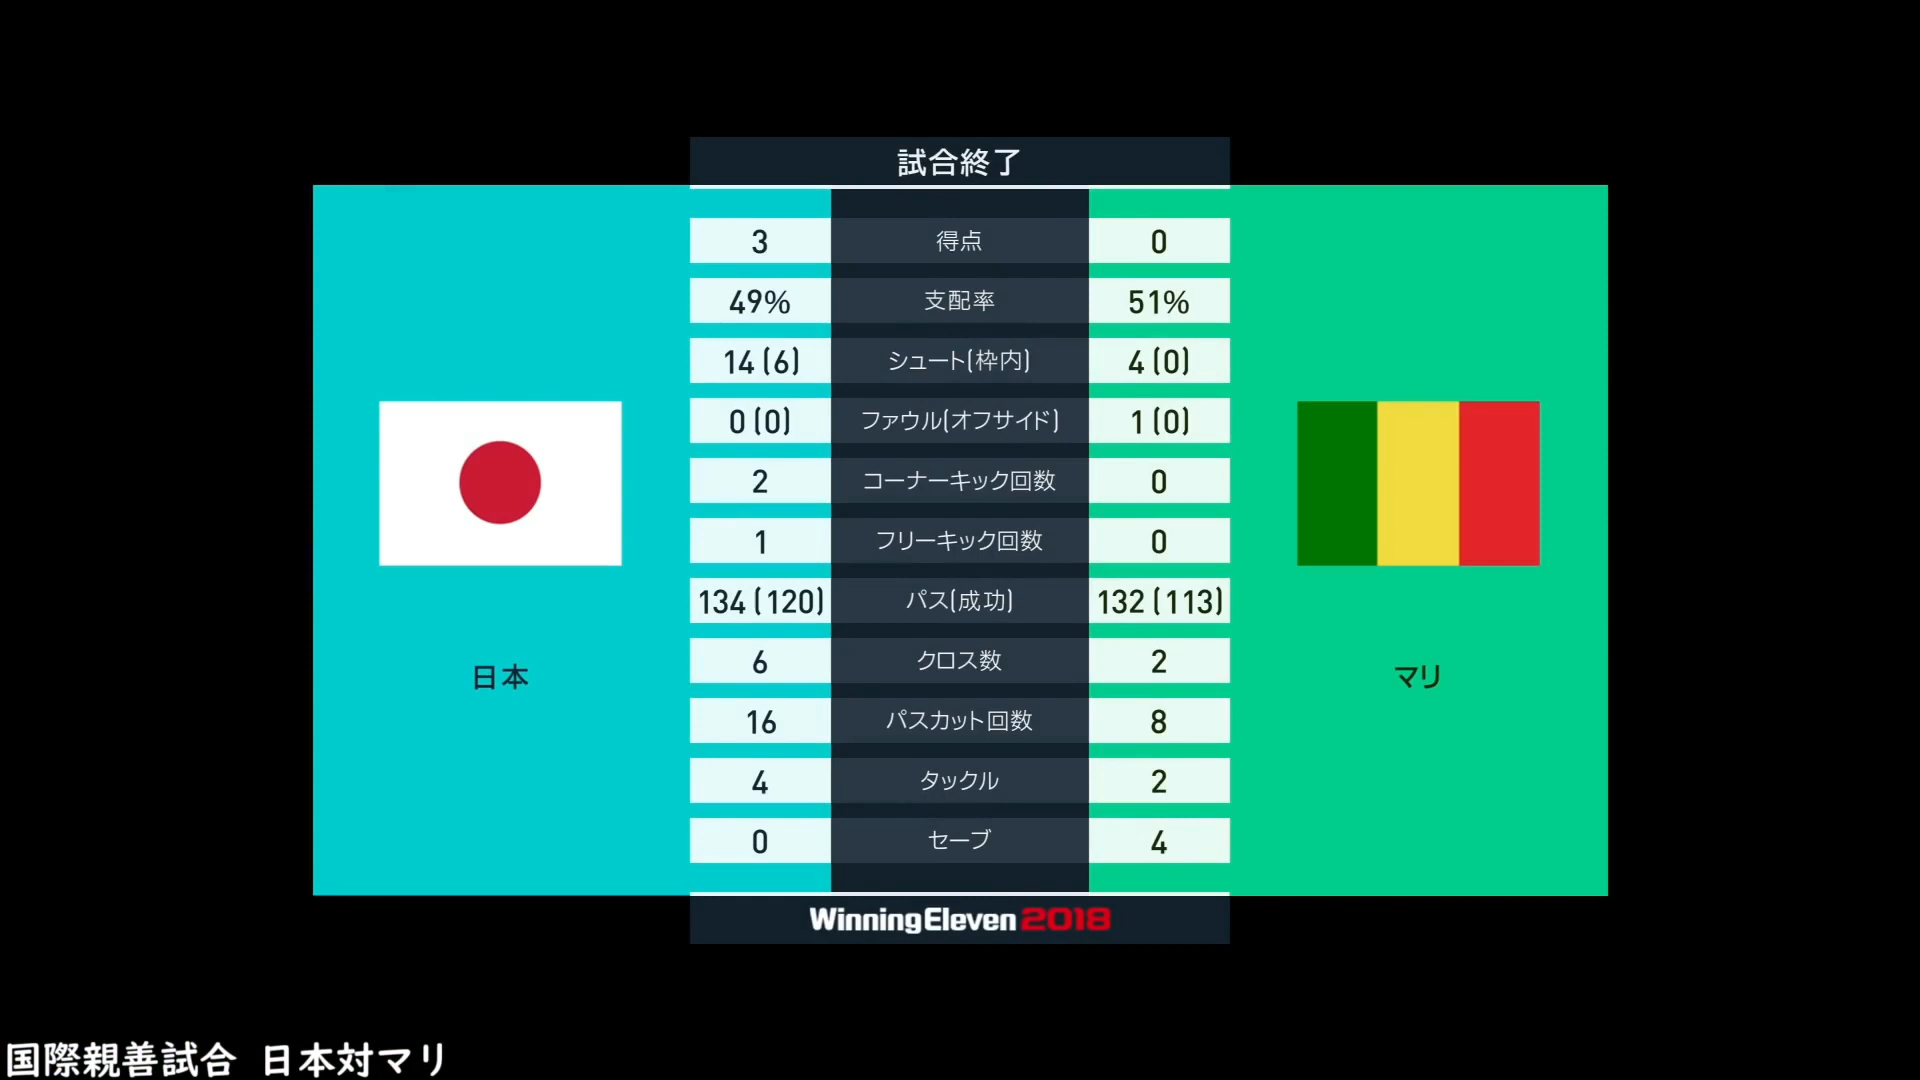 試合終了
3 得点 0
49% 支配率 51%
14(6) シュート(枠内) 4(0)
0(0) ファウル(オフサイド) 1(0)
2 コーナーキック回数 0
1 フリーキック回数 0
134(120) パス(成功) 132(113)
6 クロス数 2
日本 マリ
16 パスカット回数 8
4 タックル 2
0 セーブ 4
Winning Eleven 2018
国際親善試合 日本対マリ